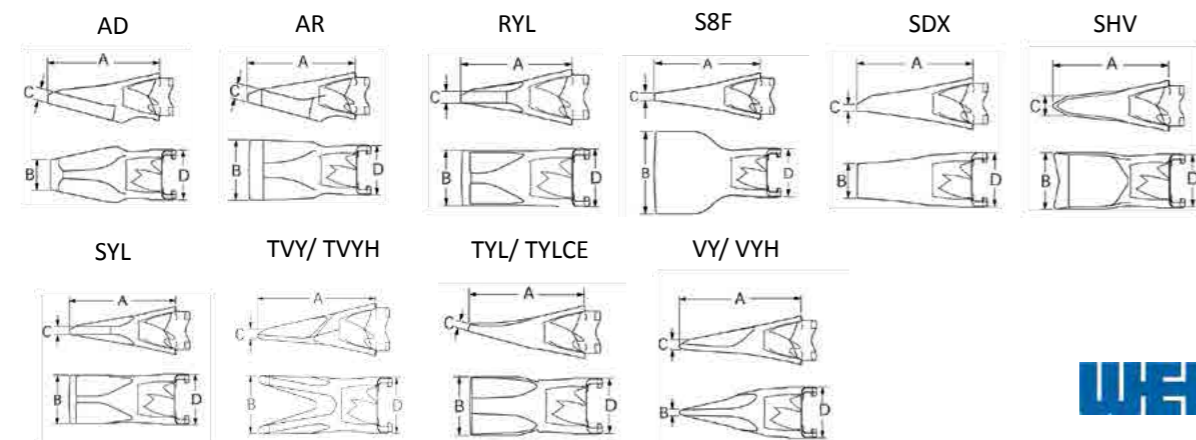 AD AR RYL S8F SDX SHV
A A A A A A
C C C C C C
B D B D B D B D B D B D
SYL TVY/ TVYH TYL/ TYLCE VY/ VYH
A A A A
C C C C
B D B D B D B D